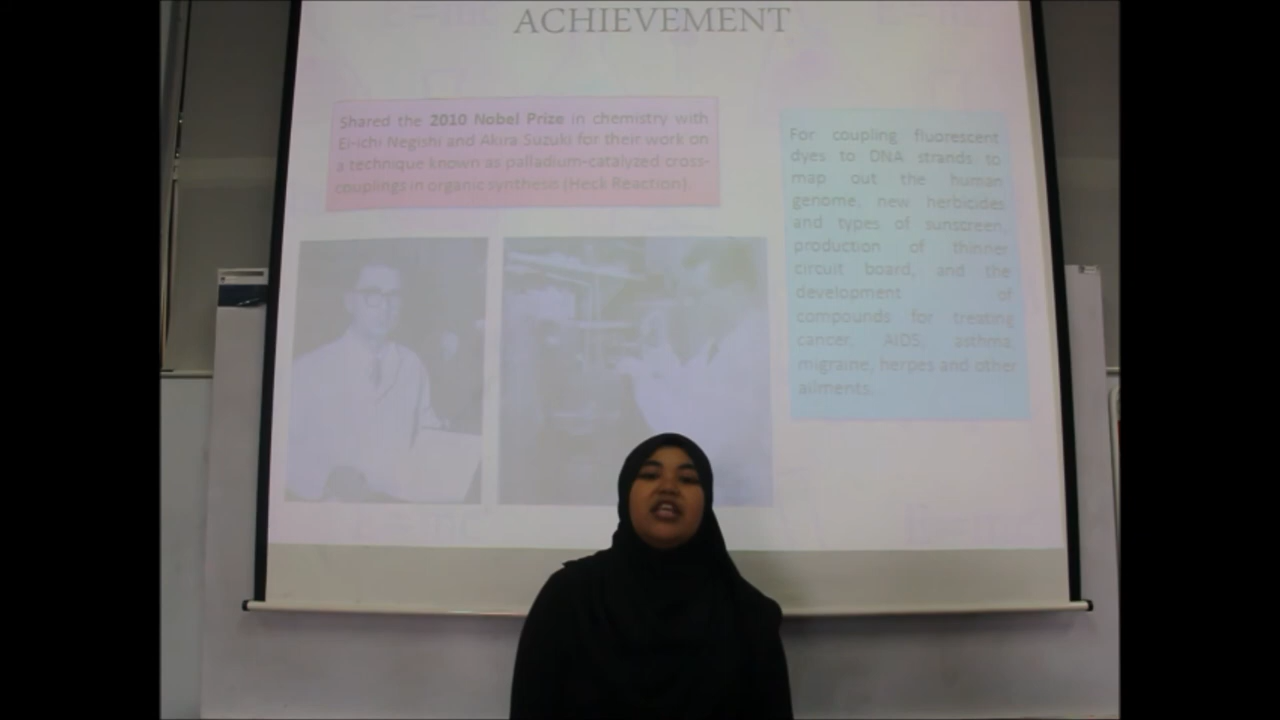 ACHIEVEMENT
Shared the 2010 Nobel Prize in chemistry with
Ei-ichi Negishi and Akira Suzuki for their work on
a technique known as palladium-catalyzed cross-
couplings in organic synthesis (Heck Reaction).
For coupling fluorescent
dyes to DNA strands to
map out the human
genome, new herbicides
and types of sunscreen,
production of thinner
circuit board, and the
development of
compounds for treating
cancer, AIDS, asthma,
migraine, herpes and other
ailments.